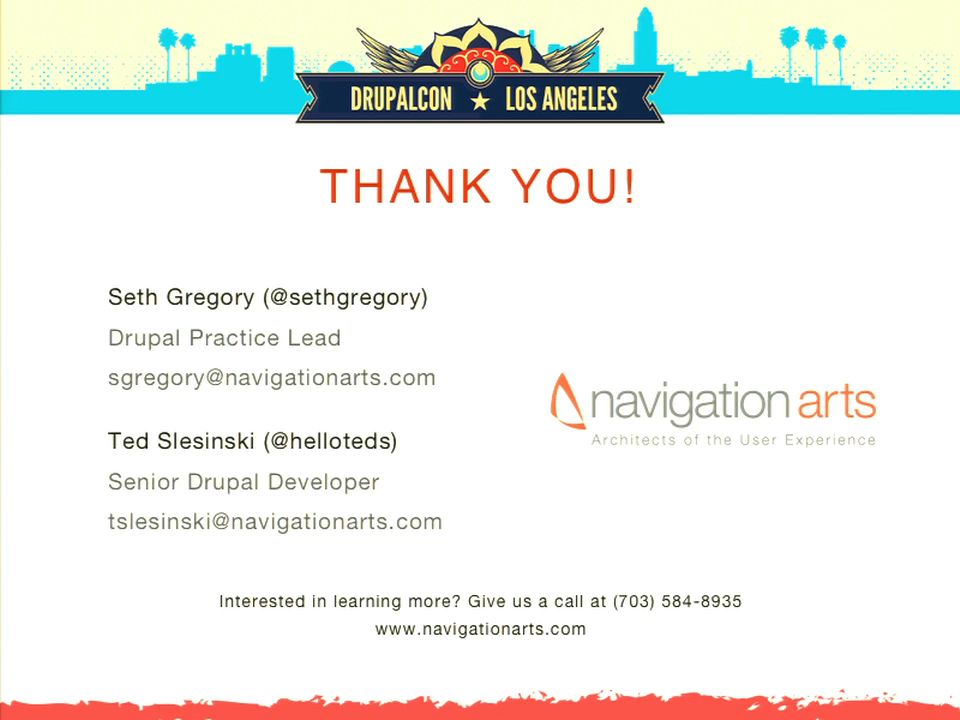 DRUPALCON ★ LOS ANGELES
THANK YOU!
Seth Gregory (@sethgregory)
Drupal Practice Lead
sgregory@navigationarts.com
navigation arts
Architects of the User Experience
Ted Slesinski (@helloteds)
Senior Drupal Developer
tslesinski@navigationarts.com
Interested in learning more? Give us a call at (703) 584-8935
www.navigationarts.com